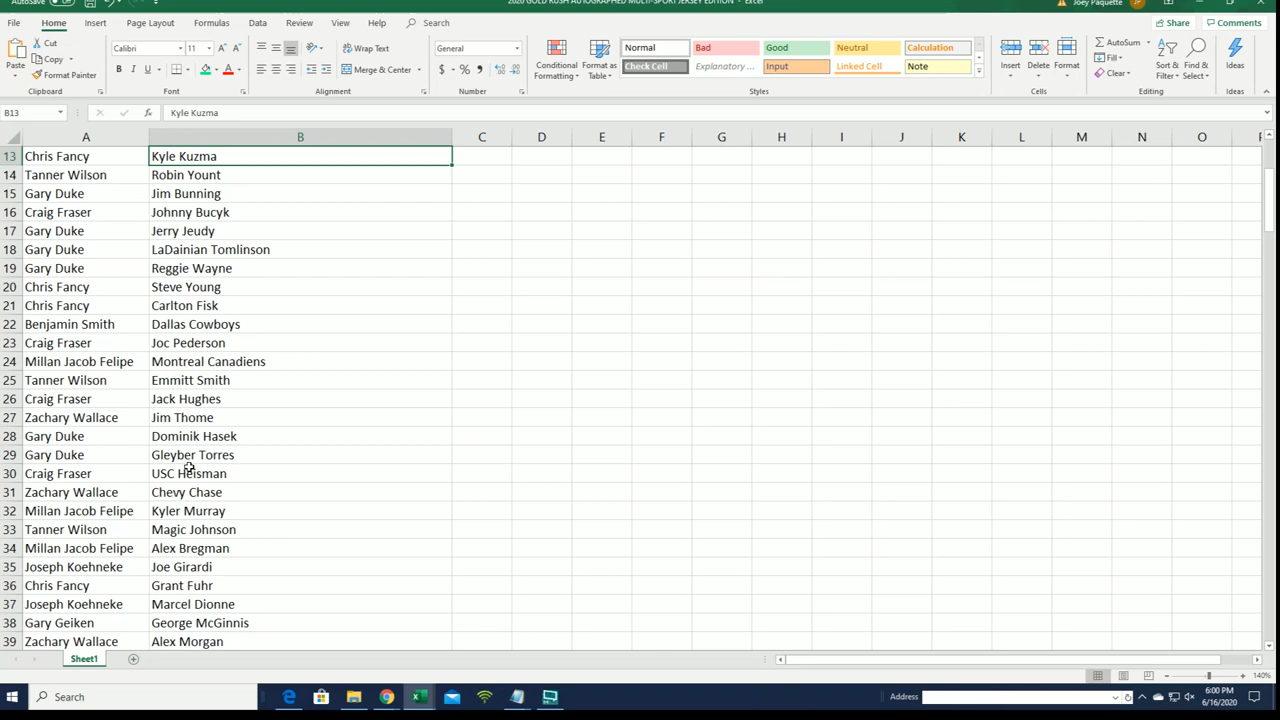 AutoSave
2020 GOLD RUSH AUTOGRAPHED MULTI-SPORT JERSEY EDITION - Excel
Joey Paquette
JP
File Home Insert Page Layout Formulas Data Review View Help Search
Share Comments
Paste
Cut
Copy
Format Painter
Clipboard
Calibri 11
B I U
Font
Wrap Text
Merge & Center
Alignment
General
$ % ,
Number
Conditional Formatting
Format as Table
Normal Bad Good Neutral Calculation
Check Cell Explanatory ... Input Linked Cell Note
Styles
Insert Delete Format
Cells
AutoSum
Fill
Clear
Sort & Filter
Find & Select
Editing
Ideas
Ideas
B13 fx Kyle Kuzma
A B C D E F G H I J K L M N O
13 Chris Fancy Kyle Kuzma
14 Tanner Wilson Robin Yount
15 Gary Duke Jim Bunning
16 Craig Fraser Johnny Bucyk
17 Gary Duke Jerry Jeudy
18 Gary Duke LaDainian Tomlinson
19 Gary Duke Reggie Wayne
20 Chris Fancy Steve Young
21 Chris Fancy Carlton Fisk
22 Benjamin Smith Dallas Cowboys
23 Craig Fraser Joc Pederson
24 Millan Jacob Felipe Montreal Canadiens
25 Tanner Wilson Emmitt Smith
26 Craig Fraser Jack Hughes
27 Zachary Wallace Jim Thome
28 Gary Duke Dominik Hasek
29 Gary Duke Gleyber Torres
30 Craig Fraser USC Heisman
31 Zachary Wallace Chevy Chase
32 Millan Jacob Felipe Kyler Murray
33 Tanner Wilson Magic Johnson
34 Millan Jacob Felipe Alex Bregman
35 Joseph Koehneke Joe Girardi
36 Chris Fancy Grant Fuhr
37 Joseph Koehneke Marcel Dionne
38 Gary Geiken George McGinnis
39 Zachary Wallace Alex Morgan
Sheet1
140%
Search
Address
6:00 PM
6/16/2020